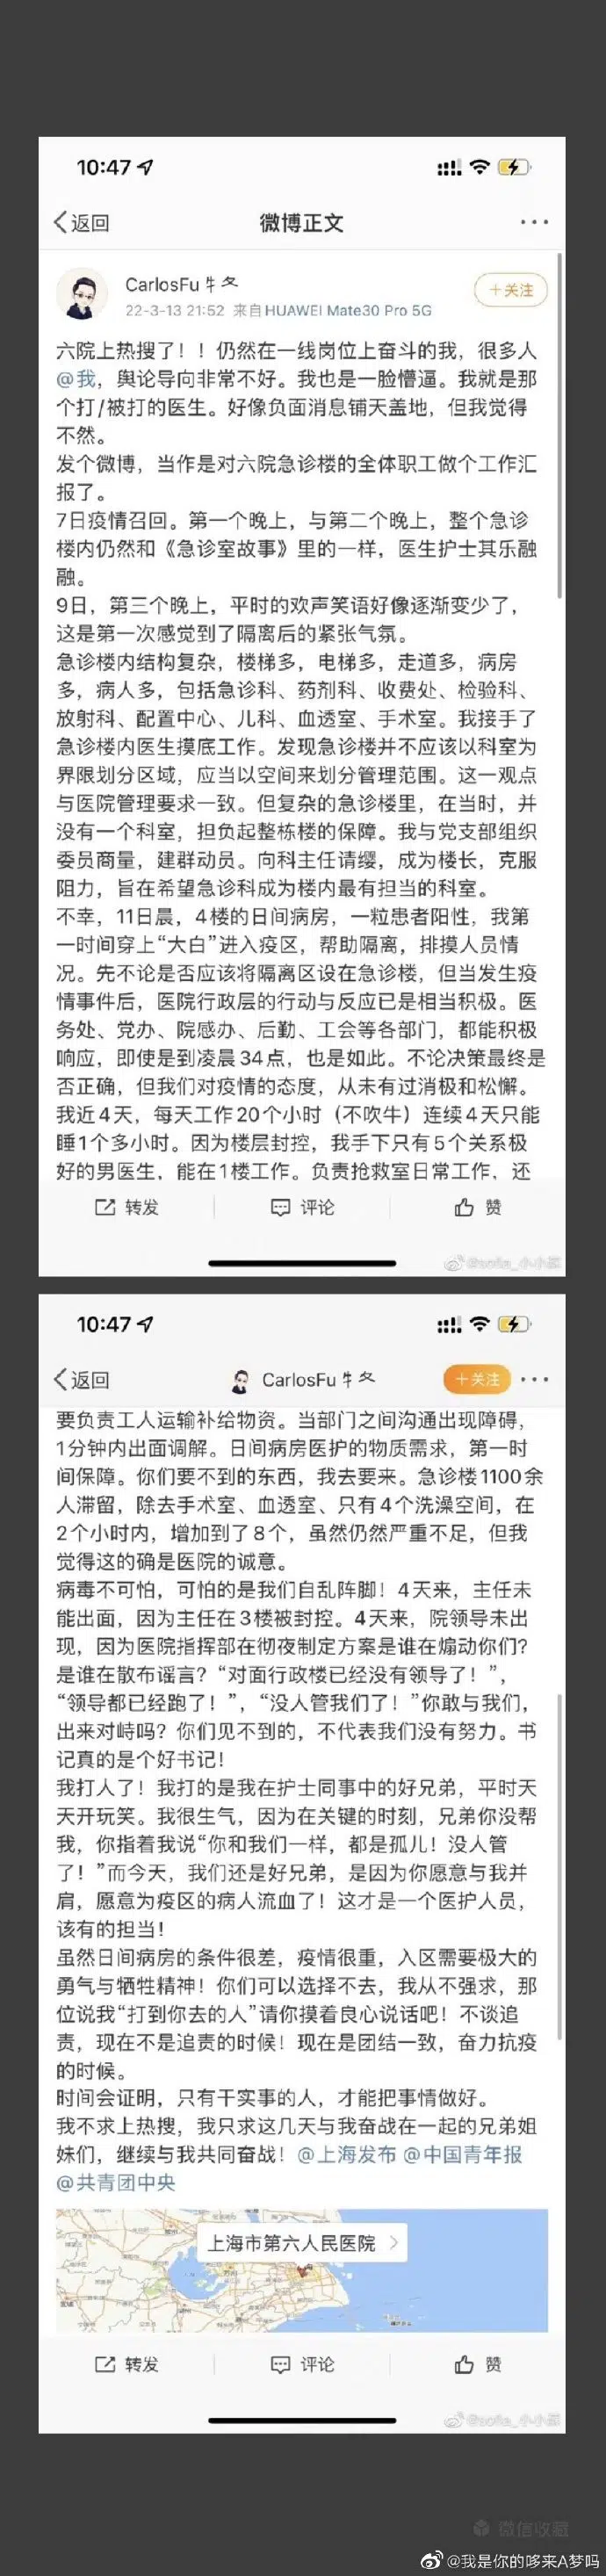 10:47
返回
微博正文
CarlosFu牜夂
+关注
22-3-13 21:52 来自HUAWEI Mate30 Pro 5G
六院上热搜了！！仍然在一线岗位上奋斗的我，很多人
@我，舆论导向非常不好。我也是一脸懵逼。我就是那
个打/被打的医生。好像负面消息铺天盖地，但我觉得
不然。
发个微博，当作是对六院急诊楼的全体职工做个工作汇
报了。
7日疫情召回。第一个晚上，与第二个晚上，整个急诊
楼内仍然和《急诊室故事》里的一样，医生护士其乐融
融。
9日，第三个晚上，平时的欢声笑语好像逐渐变少了，
这是第一次感觉到了隔离后的紧张气氛。
急诊楼内结构复杂，楼梯多，电梯多，走道多，病房
多，病人多，包括急诊科、药剂科、收费处、检验科、
放射科、配置中心、儿科、血透室、手术室。我接手了
急诊楼内医生摸底工作。发现急诊楼并不应该以科室为
界限划分区域，应当以空间来划分管理范围。这一观点
与医院管理要求一致。但复杂的急诊楼里，在当时，并
没有一个科室，担负起整栋楼的保障。我与党支部组织
委员商量，建群动员。向科主任请缨，成为楼长，克服
阻力，旨在希望急诊科成为楼内最有担当的科室。
不幸，11日晨，4楼的日间病房，一粒患者阳性，我第
一时间穿上“大白”进入疫区，帮助隔离，排摸人员情
况。先不论是否应该将隔离区设在急诊楼，但当发生疫
情事件后，医院行政层的行动与反应已是相当积极。医
务处、党办、院感办、后勤、工会等各部门，都能积极
响应，即使是到凌晨34点，也是如此。不论决策最终是
否正确，但我们对疫情的态度，从未有过消极和松懈。
我近4天，每天工作20个小时（不吹牛）连续4天只能
睡1个多小时。因为楼层封控，我手下只有5个关系极
好的男医生，能在1楼工作。负责抢救室日常工作，还
转发
评论
赞
@sofia_小小菜
10:47
返回
CarlosFu牜夂
+关注
要负责工人运输补给物资。当部门之间沟通出现障碍，
1分钟内出面调解。日间病房医护的物质需求，第一时
间保障。你们要不到的东西，我去要来。急诊楼1100余
人滞留，除去手术室、血透室、只有4个洗澡空间，在
2个小时内，增加到了8个，虽然仍然严重不足，但我
觉得这的确是医院的诚意。
病毒不可怕，可怕的是我们自乱阵脚！4天来，主任未
能出面，因为主任在3楼被封控。4天来，院领导未出
现，因为医院指挥部在彻夜制定方案是谁在煽动你们？
是谁在散布谣言？“对面行政楼已经没有领导了！”，
“领导都已经跑了！”，“没人管我们了！”你敢与我们，
出来对峙吗？你们见不到的，不代表我们没有努力。书
记真的是个好书记！
我打人了！我打的是我在护士同事中的好兄弟，平时天
天开玩笑。我很生气，因为在关键的时刻，兄弟你没帮
我，你指着我说“你和我们一样，都是孤儿！没人管
了！”而今天，我们还是好兄弟，是因为你愿意与我并
肩，愿意为疫区的病人流血了！这才是一个医护人员，
该有的担当！
虽然日间病房的条件很差，疫情很重，入区需要极大的
勇气与牺牲精神！你们可以选择不去，我从不强求，那
位说我“打到你去的人”请你摸着良心说话吧！不谈追
责，现在不是追责的时候！现在是团结一致，奋力抗疫
的时候。
时间会证明，只有干实事的人，才能把事情做好。
我不求上热搜，我只求这几天与我奋战在一起的兄弟姐
妹们，继续与我共同奋战！@上海发布 @中国青年报
@共青团中央
上海市第六人民医院
转发
评论
赞
微信收藏
@我是你的哆来A梦吗